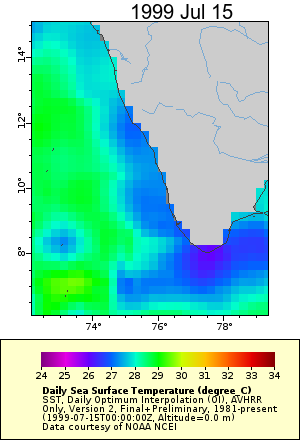 1999 Jul 15
14°
12°
10°
8°
74°
76°
78°
24 25 26 27 28 29 30 31 32 33 34
Daily Sea Surface Temperature (degree_C)
SST, Daily Optimum Interpolation (OI), AVHRR
Only, Version 2, Final+Preliminary, 1981-present
(1999-07-15T00:00:00Z, Altitude=0.0 m)
Data courtesy of NOAA NCEI